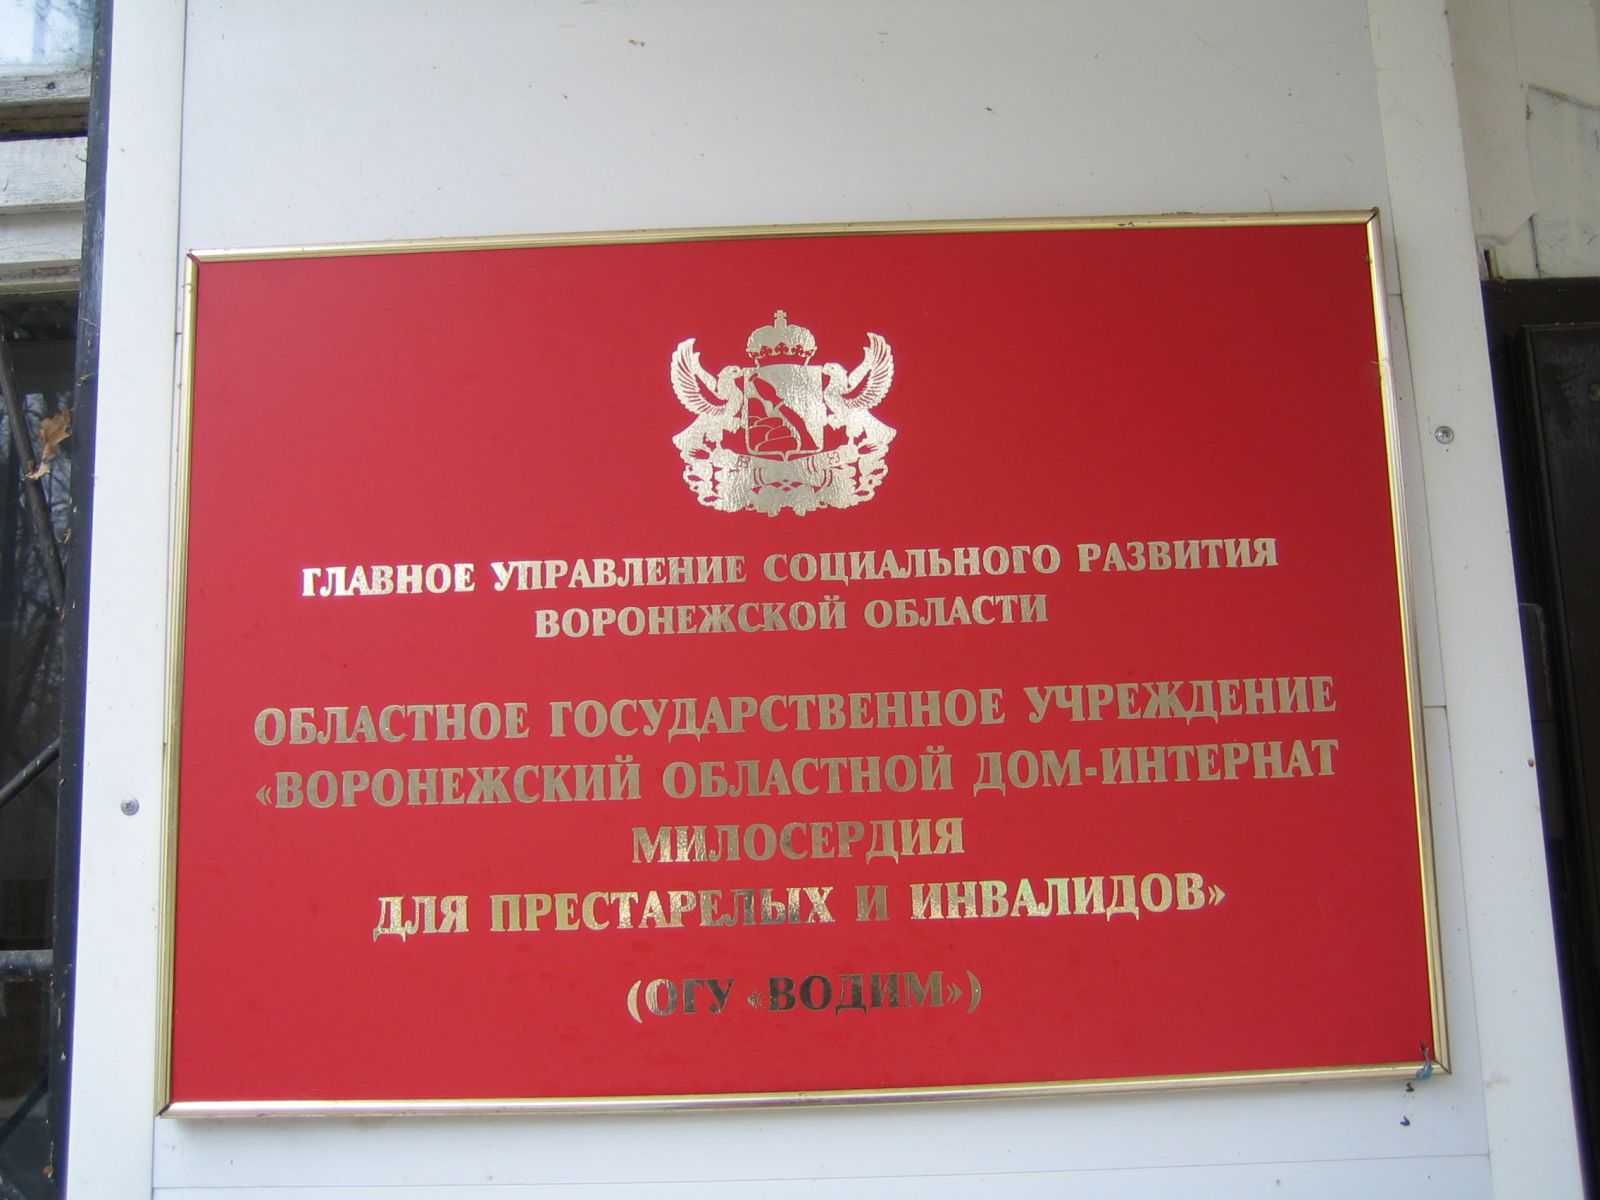 ГЛАВНОЕ УПРАВЛЕНИЕ СОЦИАЛЬНОГО РАЗВИТИЯ
ВОРОНЕЖСКОЙ ОБЛАСТИ
ОБЛАСТНОЕ ГОСУДАРСТВЕННОЕ УЧРЕЖДЕНИЕ
«ВОРОНЕЖСКИЙ ОБЛАСТНОЙ ДОМ-ИНТЕРНАТ
МИЛОСЕРДИЯ
ДЛЯ ПРЕСТАРЕЛЫХ И ИНВАЛИДОВ»
(ОГУ «ВОДИМ»)